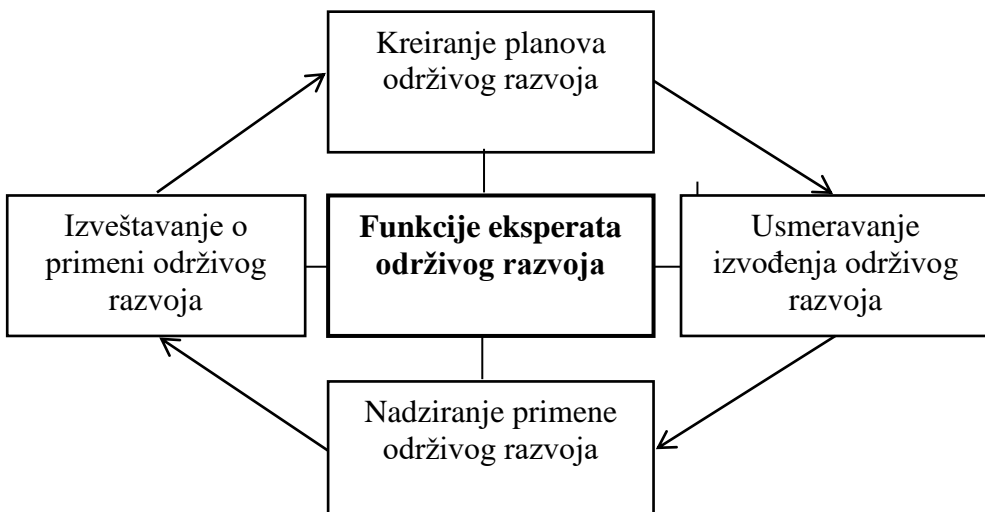 Kreiranje planova
održivog razvoja
Izveštavanje o
primeni održivog
razvoja
Funkcije eksperata
održivog razvoja
Usmeravanje
izvođenja održivog
razvoja
Nadziranje primene
održivog razvoja